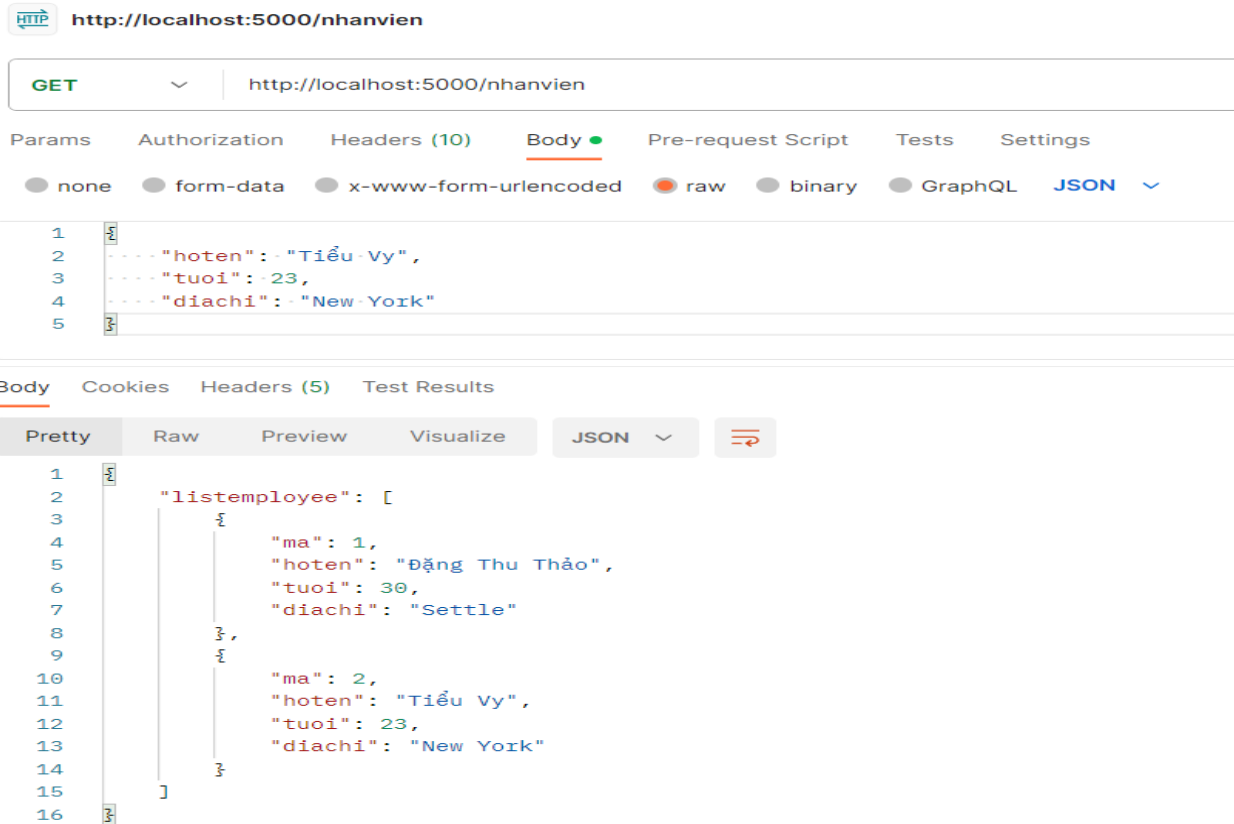 HTTP http://localhost:5000/nhanvien
GET http://localhost:5000/nhanvien
Params Authorization Headers (10) Body Pre-request Script Tests Settings
none form-data x-www-form-urlencoded raw binary GraphQL JSON
1 {
2 "hoten": "Tiểu Vy",
3 "tuoi": 23,
4 "diachi": "New York"
5 }
Body Cookies Headers (5) Test Results
Pretty Raw Preview Visualize JSON
1 {
2 "listemployee": [
3 {
4 "ma": 1,
5 "hoten": "Đặng Thu Thảo",
6 "tuoi": 30,
7 "diachi": "Settle"
8 },
9 {
10 "ma": 2,
11 "hoten": "Tiểu Vy",
12 "tuoi": 23,
13 "diachi": "New York"
14 }
15 ]
16 }